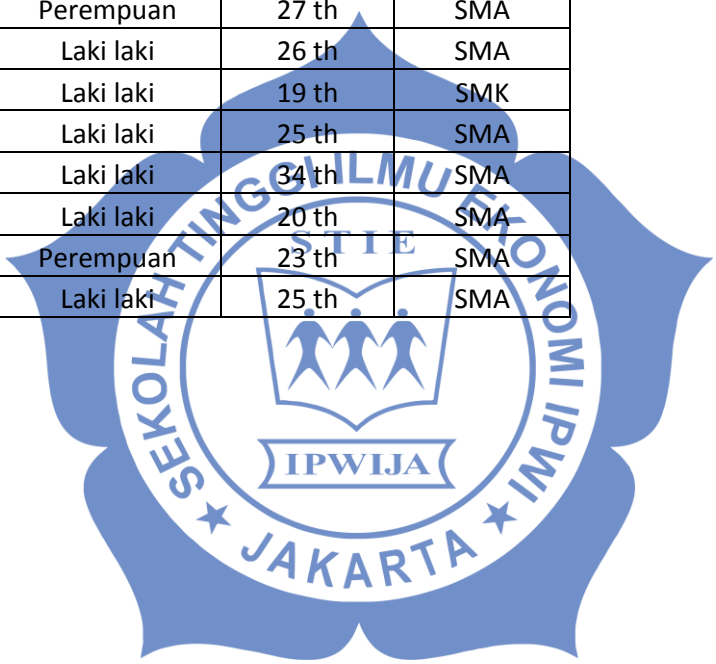 Perempuan 27 th SMA
Laki laki 26 th SMA
Laki laki 19 th SMK
Laki laki 25 th SMA
Laki laki 34 th SMA
Laki laki 20 th SMA
Perempuan 23 th SMA
Laki laki 25 th SMA
SEKOLAH TINGGI ILMU EKONOMI IPWI
STIE
IPWIJA
JAKARTA